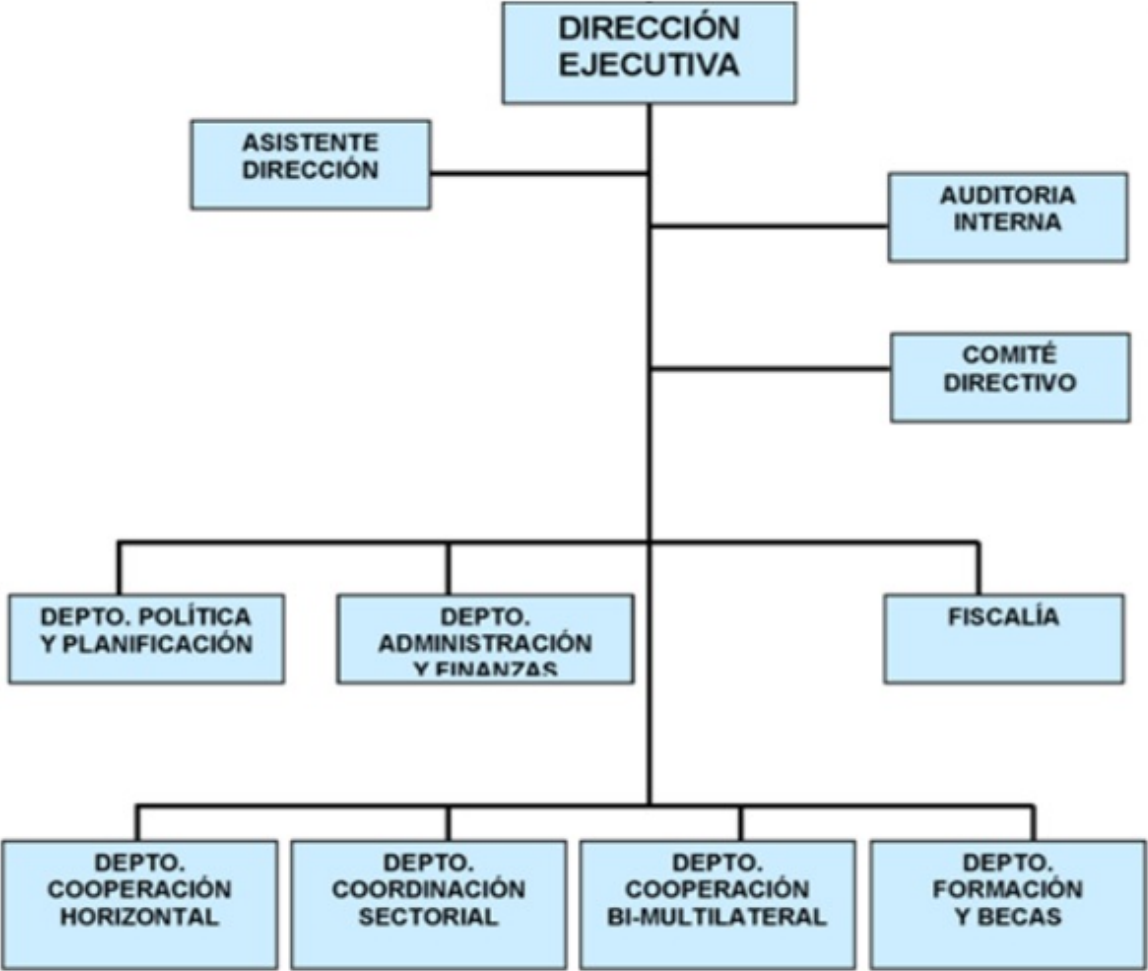 DIRECCIÓN
EJECUTIVA
ASISTENTE
DIRECCIÓN
AUDITORIA
INTERNA
COMITÉ
DIRECTIVO
DEPTO. POLÍTICA
Y PLANIFICACIÓN
DEPTO.
ADMINISTRACIÓN
Y FINANZAS
FISCALÍA
DEPTO.
COOPERACIÓN
HORIZONTAL
DEPTO.
COORDINACIÓN
SECTORIAL
DEPTO.
COOPERACIÓN
BI-MULTILATERAL
DEPTO.
FORMACIÓN
Y BECAS